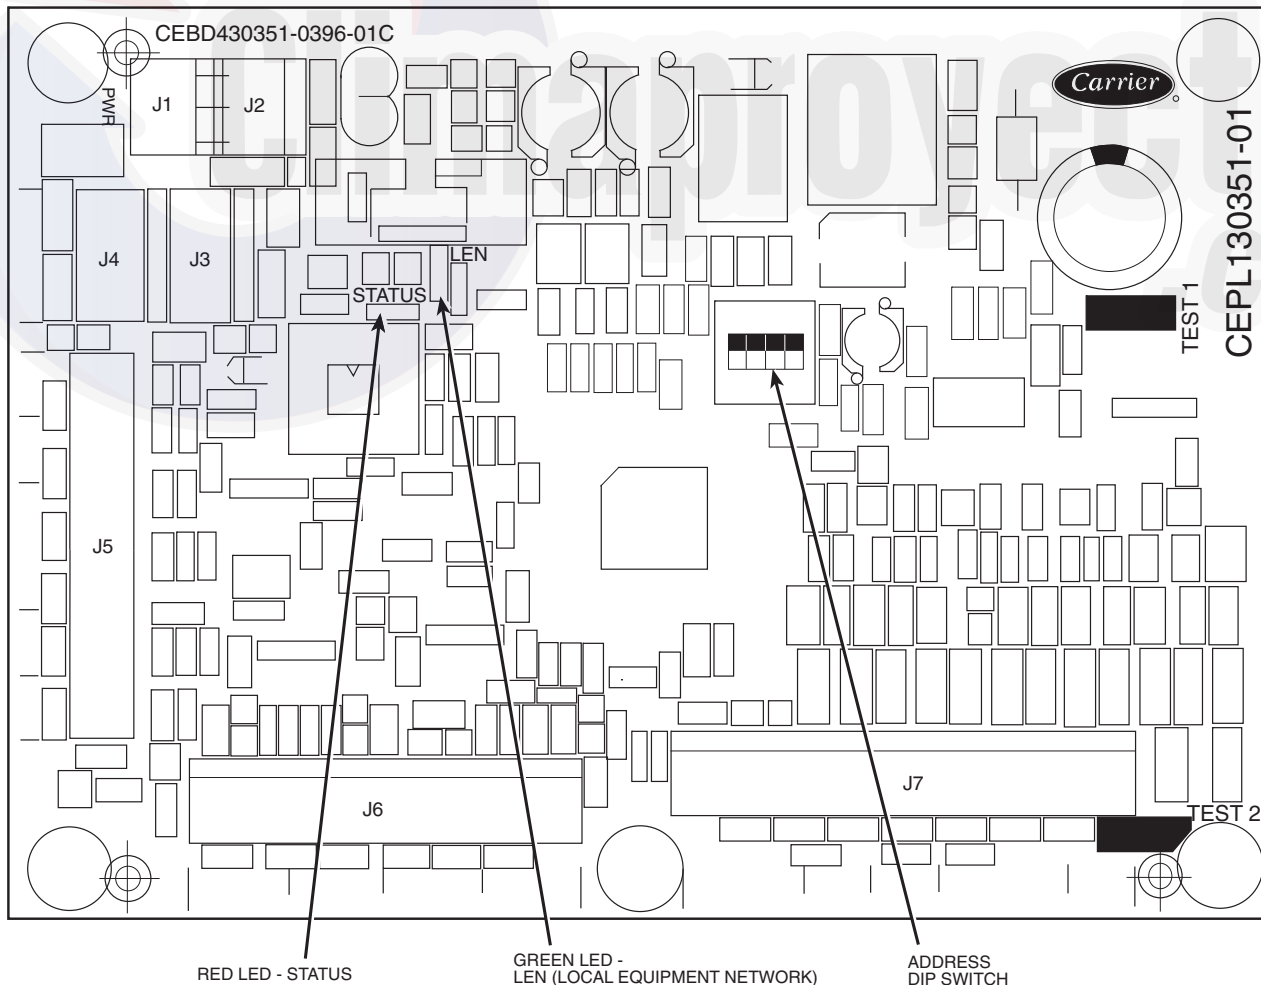 CEBD430351-0396-01C
Climaproyect
Carrier
PWR
J1
J2
CEPL130351-01
J4
J3
LEN
STATUS
TEST 1
J5
J6
J7
TEST 2
RED LED - STATUS
GREEN LED -
LEN (LOCAL EQUIPMENT NETWORK)
ADDRESS
DIP SWITCH